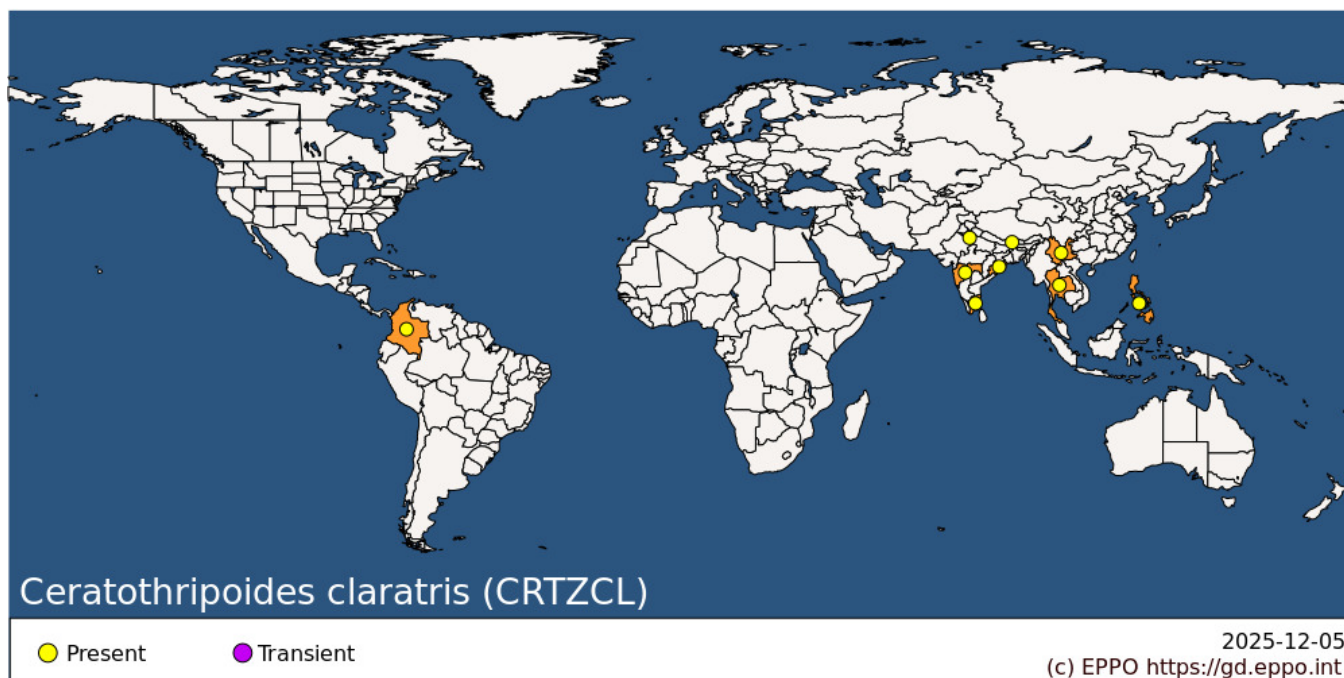 Ceratothripoides claratris (CRTZCL)
Present
Transient
2025-12-05
(c) EPPO https://gd.eppo.int